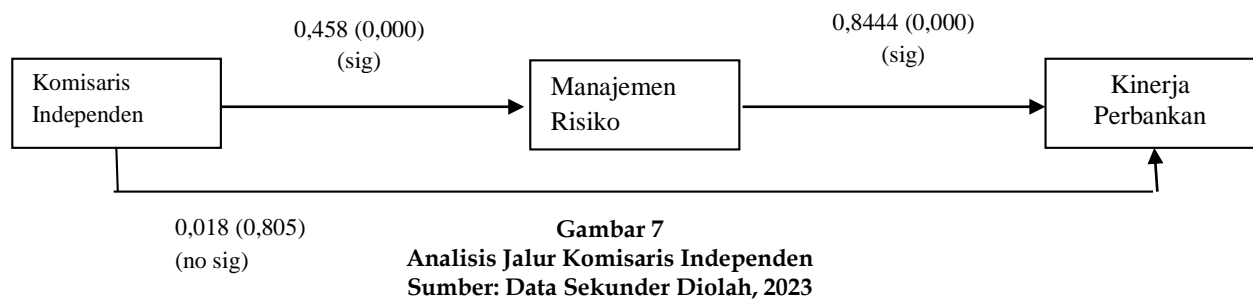 0,458 (0,000)
(sig)
0,8444 (0,000)
(sig)
Komisaris
Independen
Manajemen
Risiko
Kinerja
Perbankan
0,018 (0,805)
(no sig)
Gambar 7
Analisis Jalur Komisaris Independen
Sumber: Data Sekunder Diolah, 2023